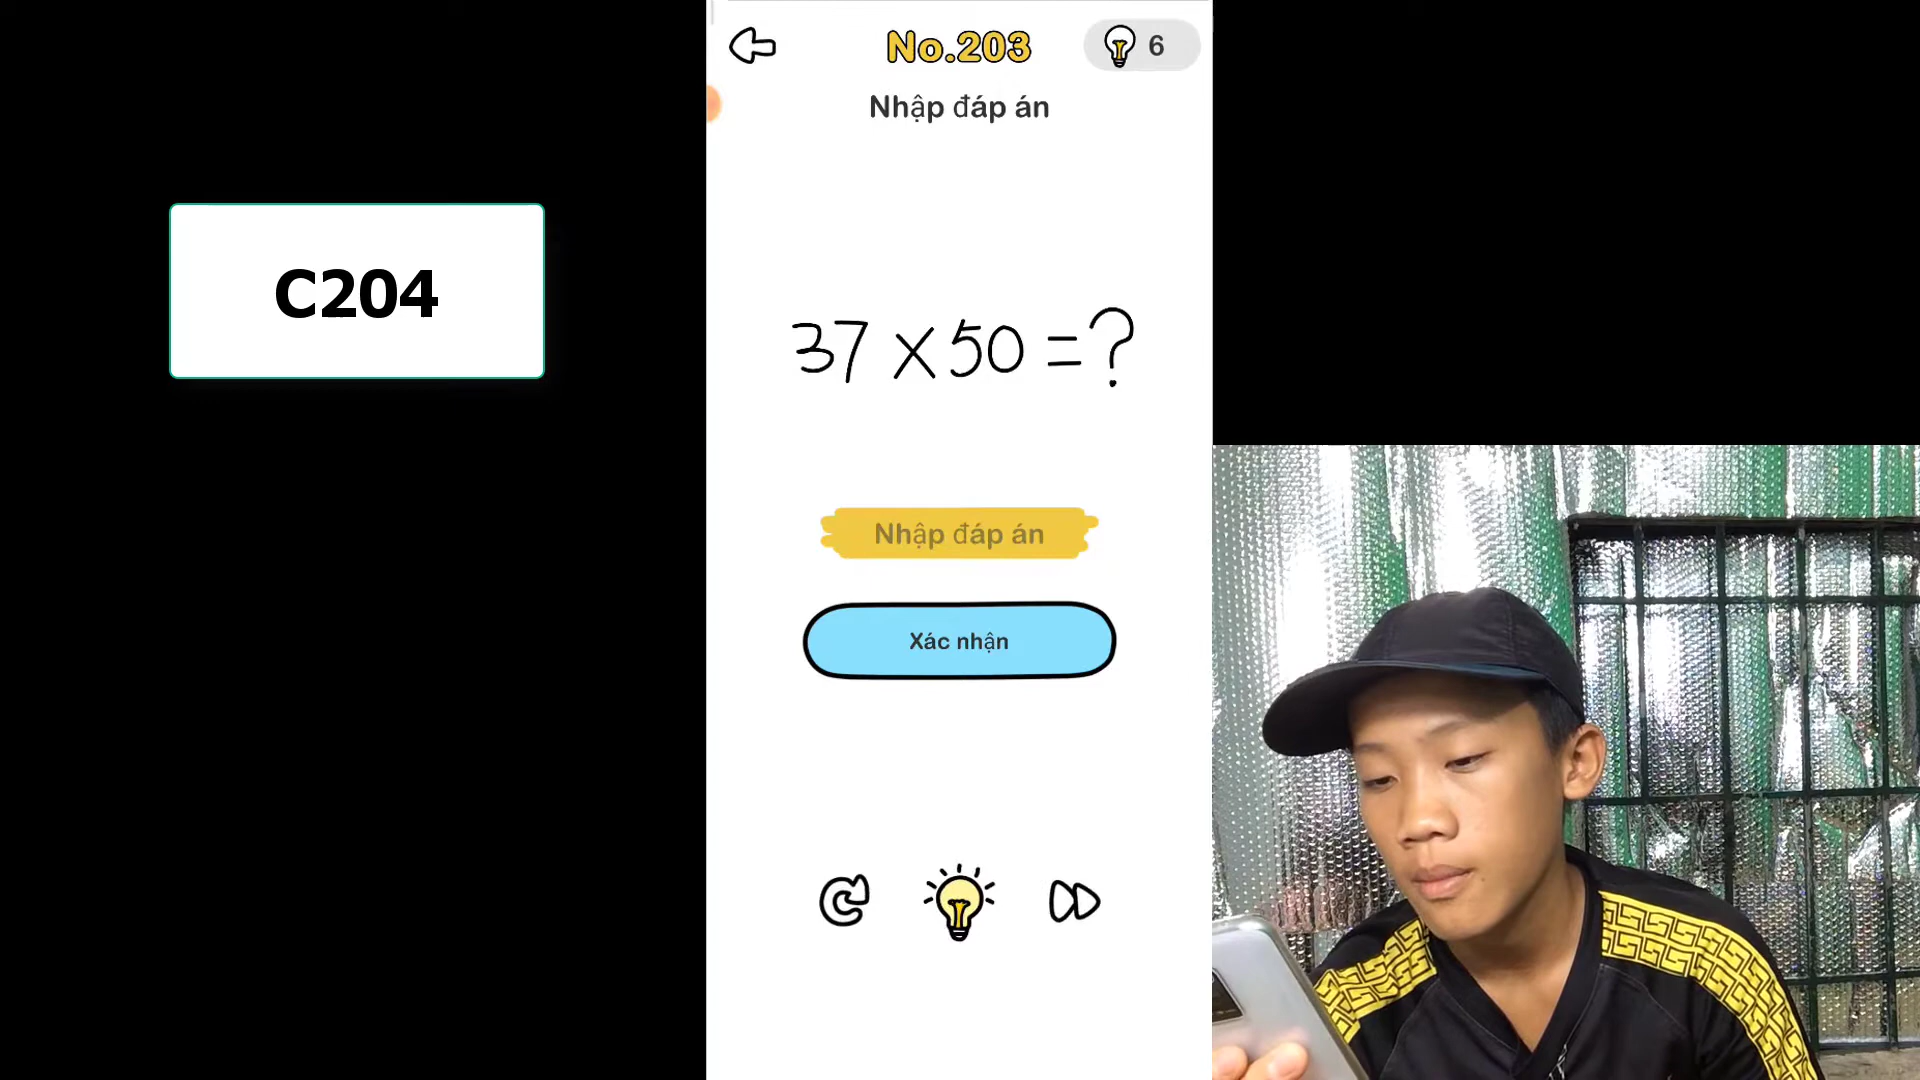 C204
No.203
6
Nhập đáp án
37 x 50 = ?
Nhập đáp án
Xác nhận